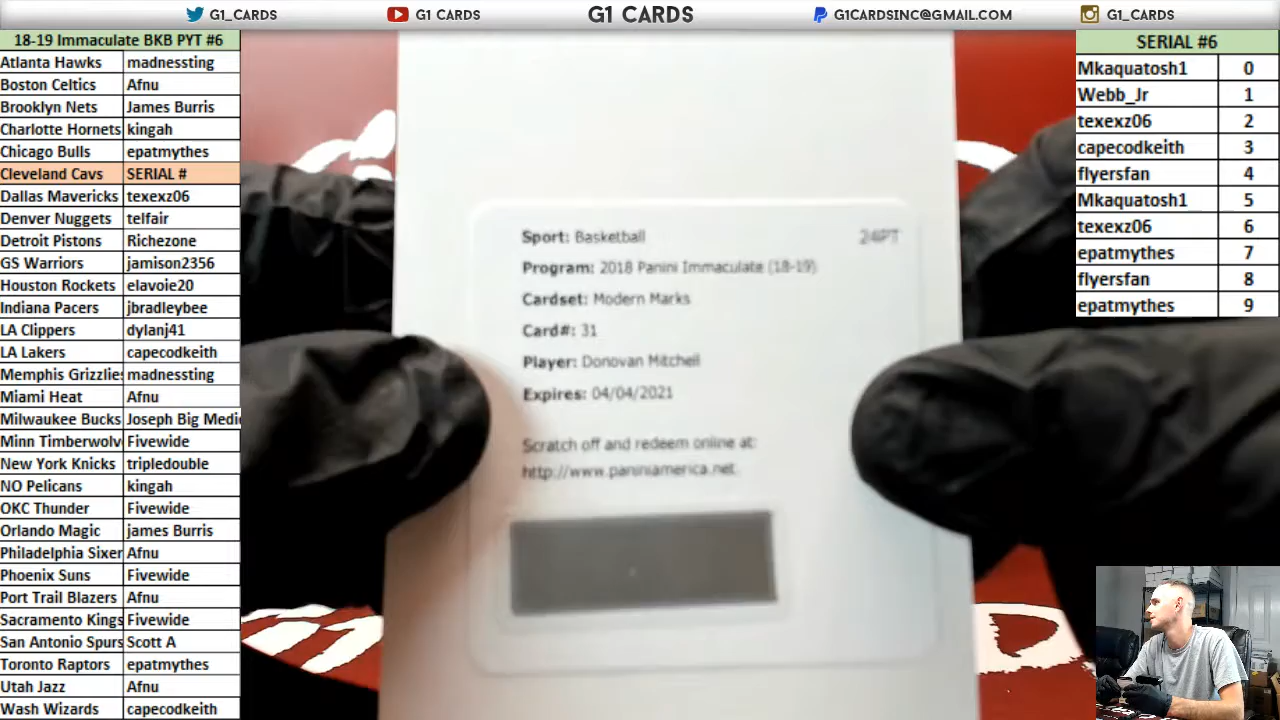 G1_CARDS G1 CARDS G1 CARDS G1CARDSINC@GMAIL.COM G1_CARDS
18-19 Immaculate BKB PYT #6
Atlanta Hawks madnessting
Boston Celtics Afnu
Brooklyn Nets James Burris
Charlotte Hornets kingah
Chicago Bulls epatmythes
Cleveland Cavs SERIAL #
Dallas Mavericks texexz06
Denver Nuggets telfair
Detroit Pistons Richezone
GS Warriors jamison2356
Houston Rockets elavoie20
Indiana Pacers jbradleybee
LA Clippers dylanj41
LA Lakers capecodkeith
Memphis Grizzlies madnessting
Miami Heat Afnu
Milwaukee Bucks Joseph Big Medi
Minn Timberwolv Fivewide
New York Knicks tripledouble
NO Pelicans kingah
OKC Thunder Fivewide
Orlando Magic james Burris
Philadelphia Sixer Afnu
Phoenix Suns Fivewide
Port Trail Blazers Afnu
Sacramento Kings Fivewide
San Antonio Spurs Scott A
Toronto Raptors epatmythes
Utah Jazz Afnu
Wash Wizards capecodkeith
Sport: Basketball 24PT
Program: 2018 Panini Immaculate (18-19)
Cardset: Modern Marks
Card#: 31
Player: Donovan Mitchell
Expires: 04/04/2021
Scratch off and redeem online at:
http://www.paniniamerica.net
SERIAL #6
Mkaquatosh1 0
Webb_Jr 1
texexz06 2
capecodkeith 3
flyersfan 4
Mkaquatosh1 5
texexz06 6
epatmythes 7
flyersfan 8
epatmythes 9